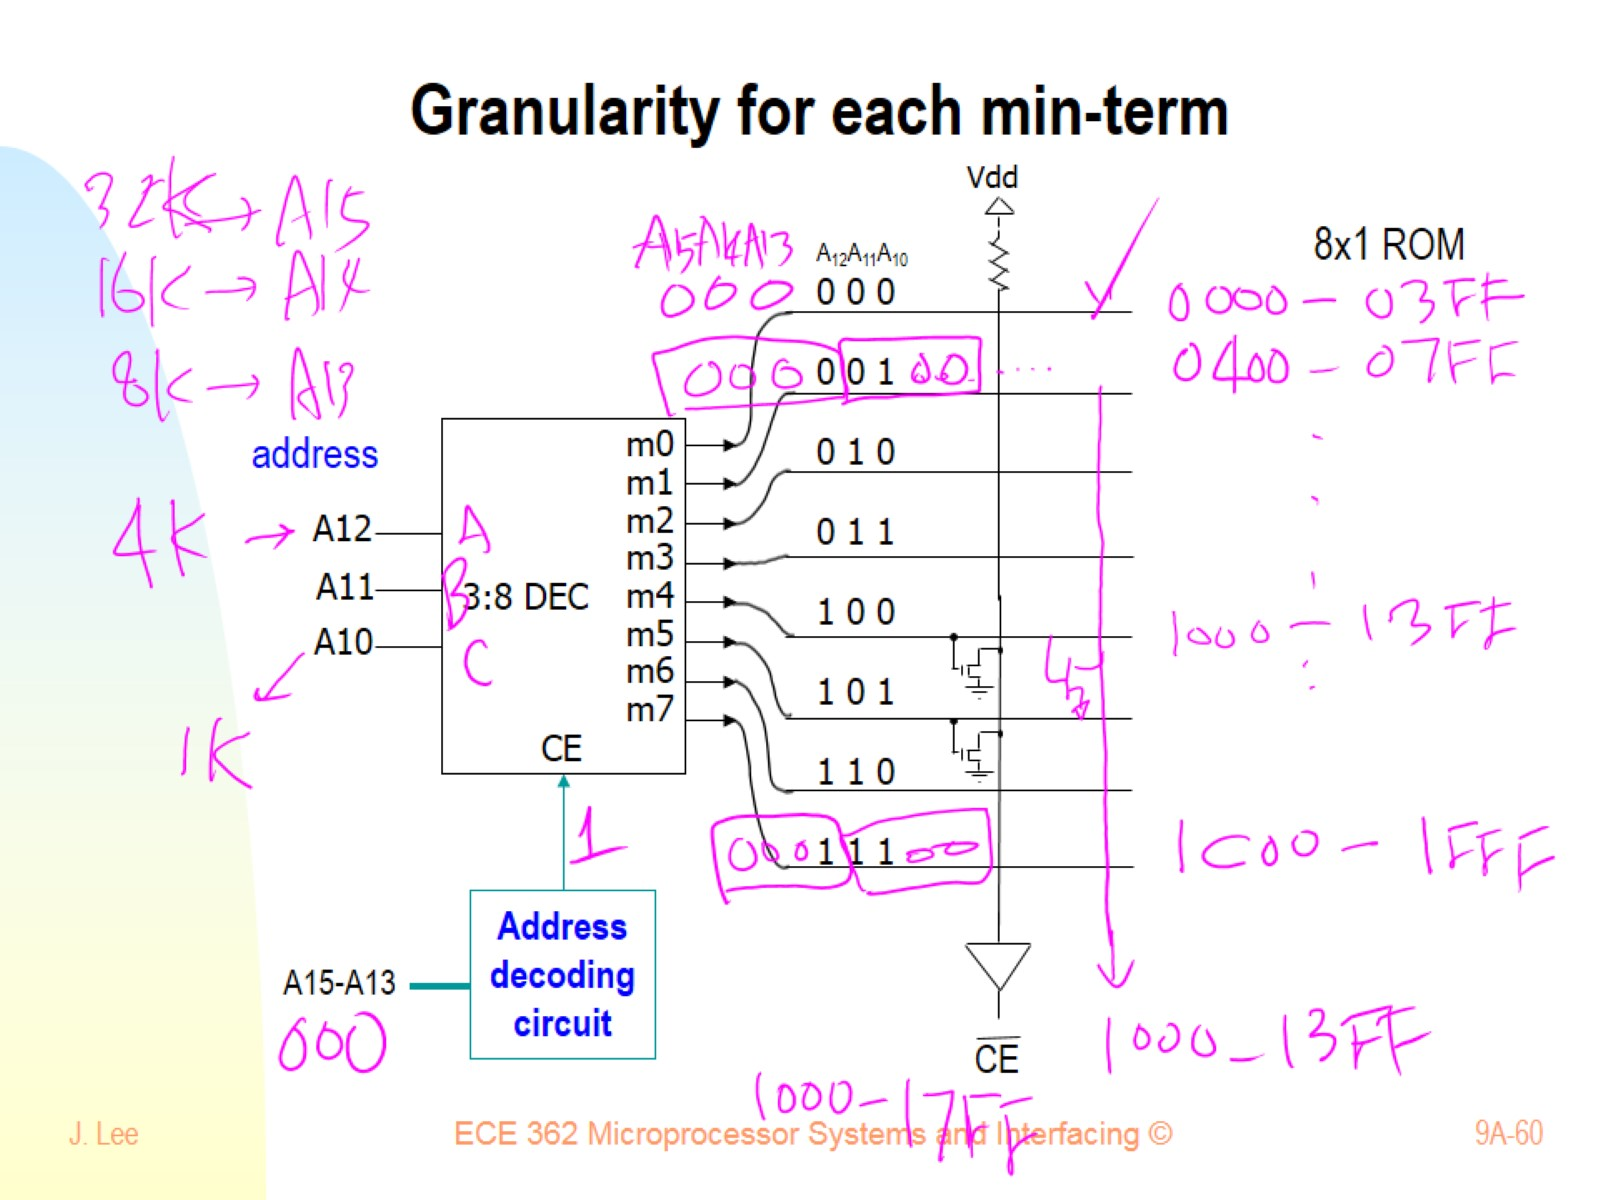 Granularity for each min-term
32K → A15
16K → A14
8K → A13
address
4K → A12
A11
A10
1K
A
B
C
3:8 DEC
CE
m0
m1
m2
m3
m4
m5
m6
m7
1
Address
decoding
circuit
A15-A13
000
A15A14A13 A12A11A10
000 0 0 0
000 0 0 1 00 ....
0 1 0
0 1 1
1 0 0
1 0 1
1 1 0
000 1 1 1 00
Vdd
CE
1000-17FF
8x1 ROM
0000 - 03FF
0400 - 07FF
1000 - 13FF
1C00 - 1FFF
1000-13FF
J. Lee
ECE 362 Microprocessor Systems and Interfacing ©
9A-60